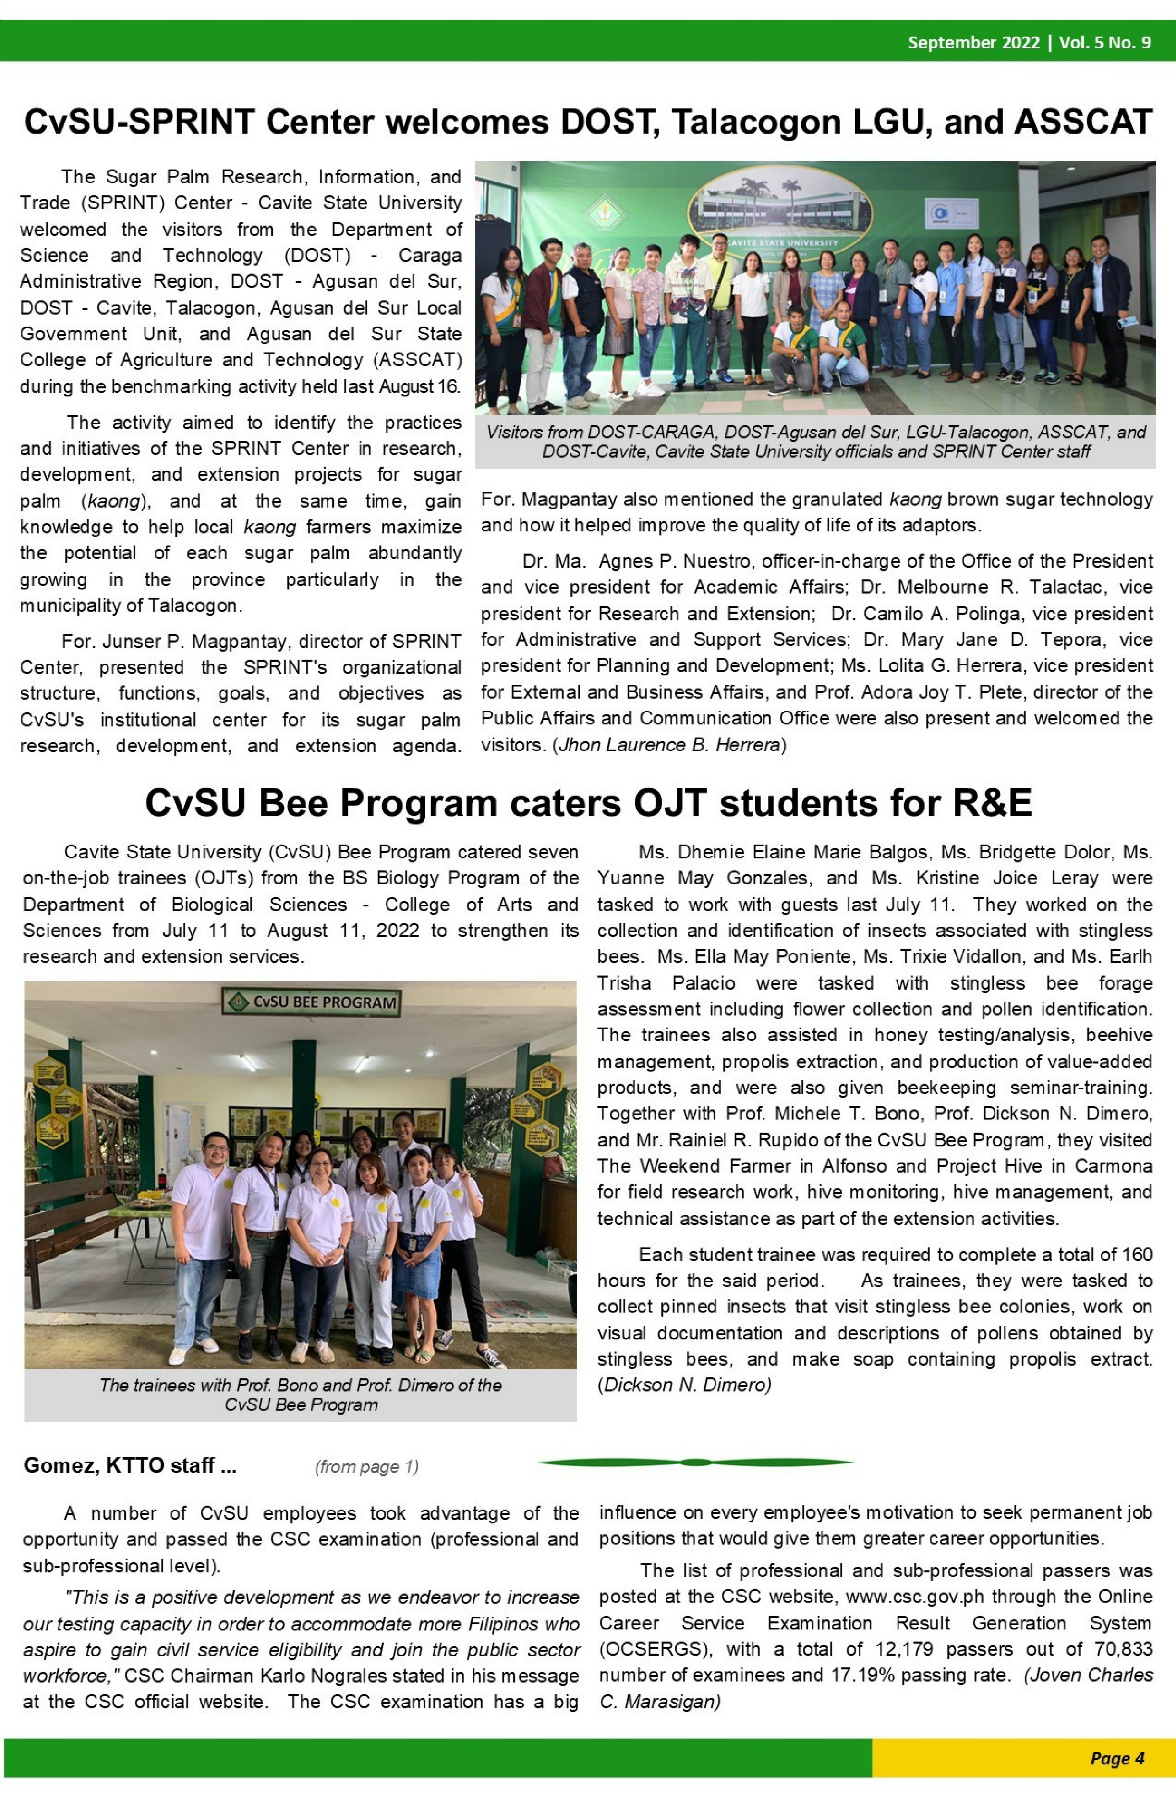 September 2022 | Vol. 5 No. 9
CvSU-SPRINT Center welcomes DOST, Talacogon LGU, and ASSCAT
The Sugar Palm Research, Information, and
Trade (SPRINT) Center - Cavite State University
welcomed the visitors from the Department of
Science and Technology (DOST) - Caraga
Administrative Region, DOST - Agusan del Sur,
DOST - Cavite, Talacogon, Agusan del Sur Local
Government Unit, and Agusan del Sur State
College of Agriculture and Technology (ASSCAT)
during the benchmarking activity held last August 16.
The activity aimed to identify the practices
and initiatives of the SPRINT Center in research,
development, and extension projects for sugar
palm (kaong), and at the same time, gain
knowledge to help local kaong farmers maximize
the potential of each sugar palm abundantly
growing in the province particularly in the
municipality of Talacogon.
For. Junser P. Magpantay, director of SPRINT
Center, presented the SPRINT's organizational
structure, functions, goals, and objectives as
CvSU's institutional center for its sugar palm
research, development, and extension agenda.
CAVITE STATE UNIVERSITY
Visitors from DOST-CARAGA, DOST-Agusan del Sur, LGU-Talacogon, ASSCAT, and
DOST-Cavite, Cavite State University officials and SPRINT Center staff
For. Magpantay also mentioned the granulated kaong brown sugar technology
and how it helped improve the quality of life of its adaptors.
Dr. Ma. Agnes P. Nuestro, officer-in-charge of the Office of the President
and vice president for Academic Affairs; Dr. Melbourne R. Talactac, vice
president for Research and Extension; Dr. Camilo A. Polinga, vice president
for Administrative and Support Services; Dr. Mary Jane D. Tepora, vice
president for Planning and Development; Ms. Lolita G. Herrera, vice president
for External and Business Affairs, and Prof. Adora Joy T. Plete, director of the
Public Affairs and Communication Office were also present and welcomed the
visitors. (Jhon Laurence B. Herrera)
CvSU Bee Program caters OJT students for R&E
Cavite State University (CvSU) Bee Program catered seven
on-the-job trainees (OJTs) from the BS Biology Program of the
Department of Biological Sciences - College of Arts and
Sciences from July 11 to August 11, 2022 to strengthen its
research and extension services.
CvSU BEE PROGRAM
The trainees with Prof. Bono and Prof. Dimero of the
CvSU Bee Program
Ms. Dhemie Elaine Marie Balgos, Ms. Bridgette Dolor, Ms.
Yuanne May Gonzales, and Ms. Kristine Joice Leray were
tasked to work with guests last July 11. They worked on the
collection and identification of insects associated with stingless
bees. Ms. Ella May Poniente, Ms. Trixie Vidallon, and Ms. Earlh
Trisha Palacio were tasked with stingless bee forage
assessment including flower collection and pollen identification.
The trainees also assisted in honey testing/analysis, beehive
management, propolis extraction, and production of value-added
products, and were also given beekeeping seminar-training.
Together with Prof. Michele T. Bono, Prof. Dickson N. Dimero,
and Mr. Rainiel R. Rupido of the CvSU Bee Program, they visited
The Weekend Farmer in Alfonso and Project Hive in Carmona
for field research work, hive monitoring, hive management, and
technical assistance as part of the extension activities.
Each student trainee was required to complete a total of 160
hours for the said period. As trainees, they were tasked to
collect pinned insects that visit stingless bee colonies, work on
visual documentation and descriptions of pollens obtained by
stingless bees, and make soap containing propolis extract.
(Dickson N. Dimero)
Gomez, KTTO staff ... (from page 1)
A number of CvSU employees took advantage of the
opportunity and passed the CSC examination (professional and
sub-professional level).
"This is a positive development as we endeavor to increase
our testing capacity in order to accommodate more Filipinos who
aspire to gain civil service eligibility and join the public sector
workforce," CSC Chairman Karlo Nograles stated in his message
at the CSC official website. The CSC examination has a big
influence on every employee's motivation to seek permanent job
positions that would give them greater career opportunities.
The list of professional and sub-professional passers was
posted at the CSC website, www.csc.gov.ph through the Online
Career Service Examination Result Generation System
(OCSERGS), with a total of 12,179 passers out of 70,833
number of examinees and 17.19% passing rate. (Joven Charles
C. Marasigan)
Page 4